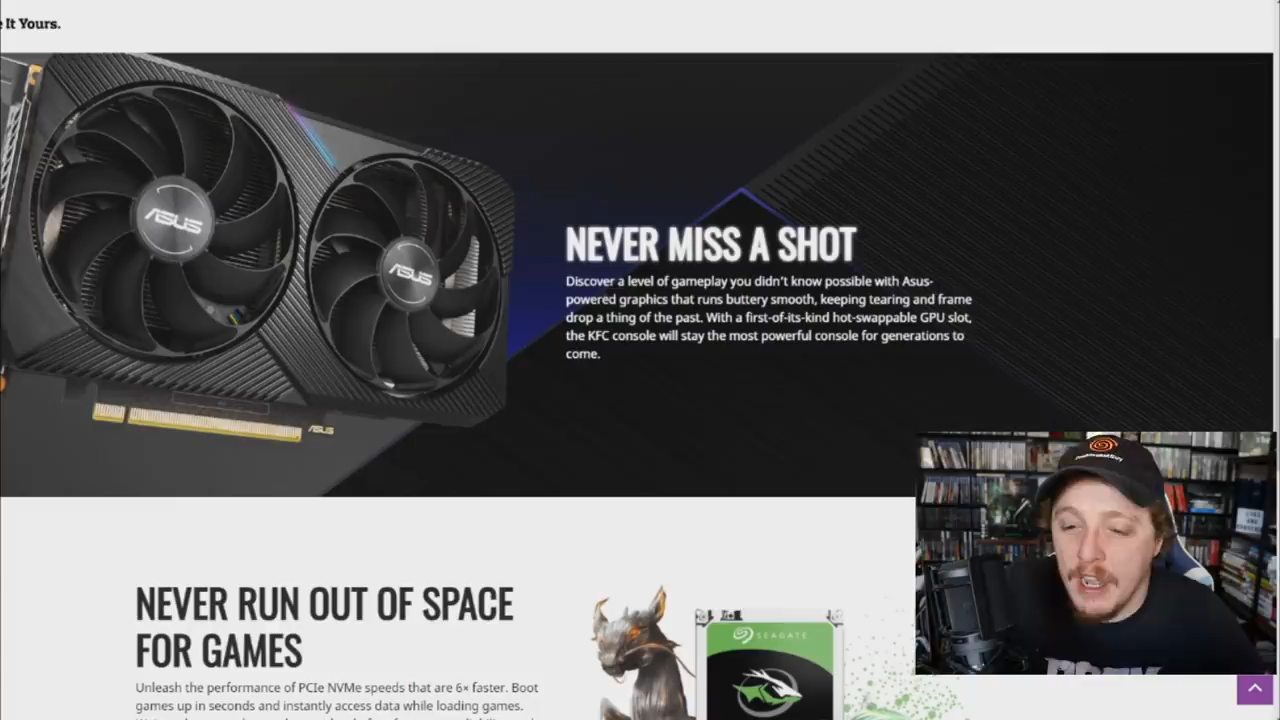 It Yours.
ASUS
ASUS
ASUS
NEVER MISS A SHOT
Discover a level of gameplay you didn't know possible with Asus-
powered graphics that runs buttery smooth, keeping tearing and frame
drop a thing of the past. With a first-of-its-kind hot-swappable GPU slot,
the KFC console will stay the most powerful console for generations to
come.
NEVER RUN OUT OF SPACE
FOR GAMES
Unleash the performance of PCIe NVMe speeds that are 6x faster. Boot
games up in seconds and instantly access data while loading games.
SEAGATE